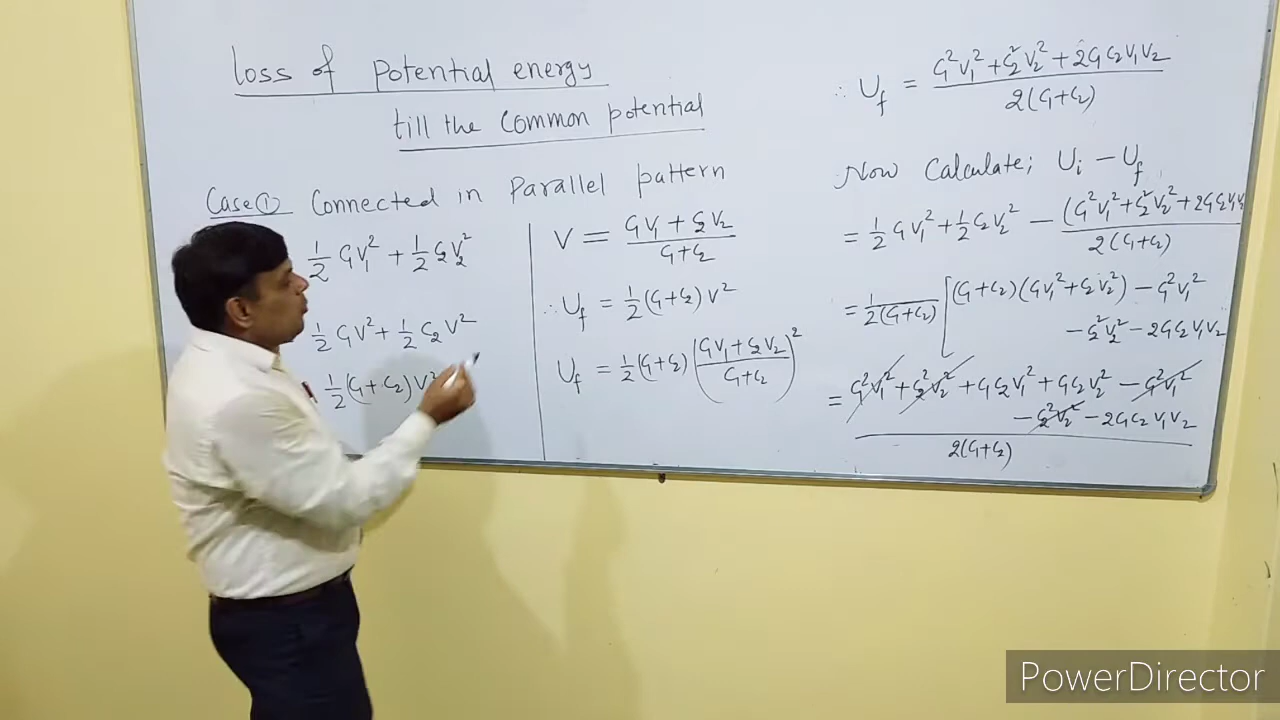 Loss of Potential energy
till the Common potential
Case ① Connected in Parallel pattern
1/2 C₁V₁² + 1/2 C₂V₂²
1/2 C₁V² + 1/2 C₂V²
1/2 (C₁+C₂)V²
V = (C₁V₁ + C₂V₂)/(C₁+C₂)
∴ U_f = 1/2 (C₁+C₂) V²
U_f = 1/2 (C₁+C₂) ((C₁V₁ + C₂V₂)/(C₁+C₂))²
∴ U_f = (C₁²V₁² + C₂²V₂² + 2C₁C₂V₁V₂)/(2(C₁+C₂))
Now Calculate; U_i − U_f
= 1/2 C₁V₁² + 1/2 C₂V₂² − (C₁²V₁² + C₂²V₂² + 2C₁C₂V₁V₂)/(2(C₁+C₂))
= 1/(2(C₁+C₂)) [(C₁+C₂)(C₁V₁² + C₂V₂²) − C₁²V₁²
− C₂²V₂² − 2C₁C₂V₁V₂
= C₁²V₁² + C₂²V₂² + C₁C₂V₁² + C₁C₂V₂² − C₁²V₁²
− C₂²V₂² − 2C₁C₂V₁V₂
2(C₁+C₂)
PowerDirector